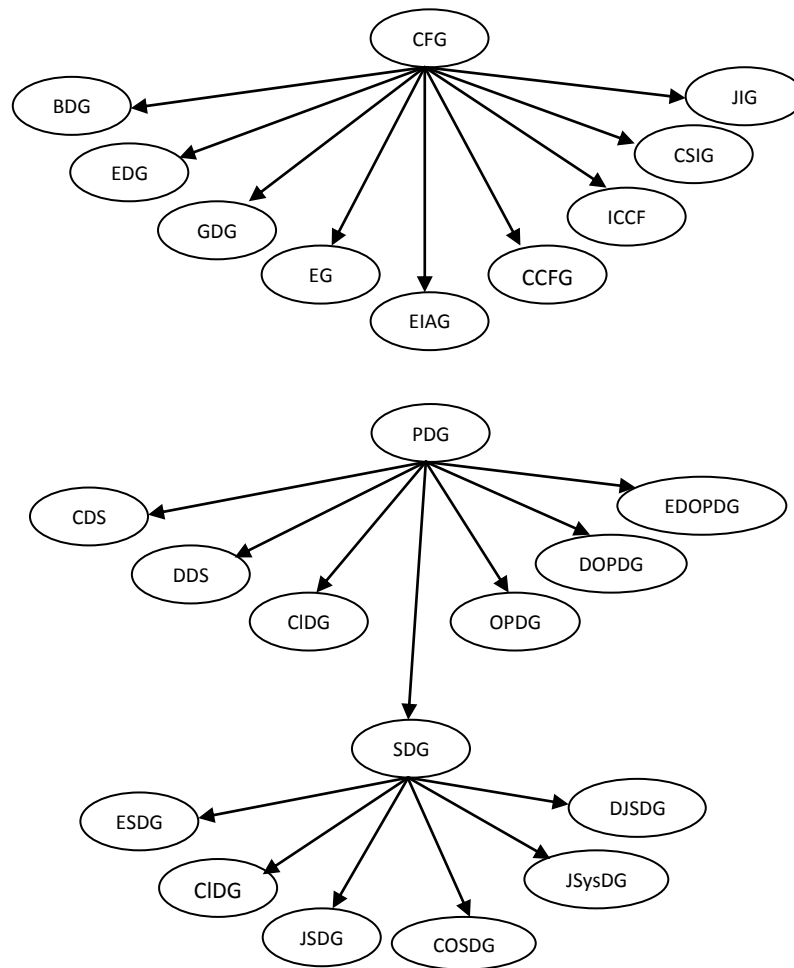 CFG
BDG
JIG
EDG
CSIG
GDG
ICCF
EG
CCFG
EIAG
PDG
CDS
EDOPDG
DDS
DOPDG
ClDG
OPDG
SDG
ESDG
DJSDG
ClDG
JSysDG
JSDG
COSDG